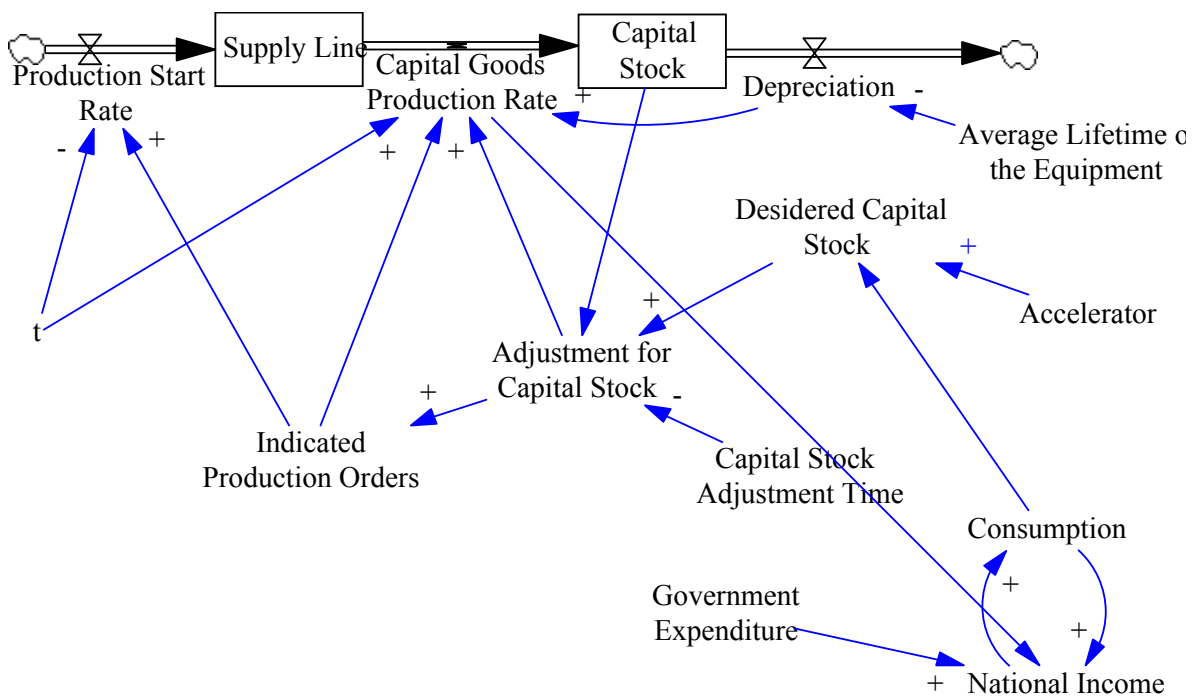 Supply Line
Capital
Stock
Production Start
Rate
Capital Goods
Production Rate
+
Depreciation
-
Average Lifetime o
the Equipment
-
+
+
+
Desidered Capital
Stock
+
Accelerator
t
+
Adjustment for
Capital Stock
+
-
Indicated
Production Orders
Capital Stock
Adjustment Time
Consumption
+
Government
Expenditure
+
+
National Income